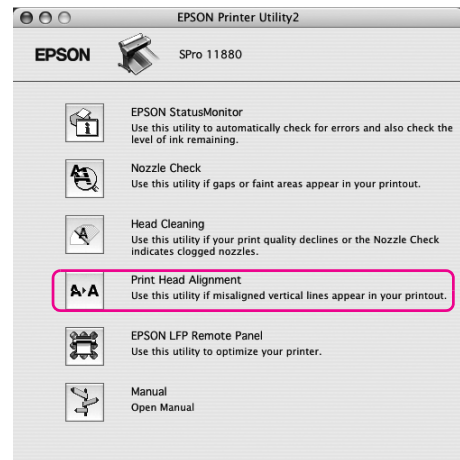 EPSON Printer Utility2
EPSON
SPro 11880
EPSON StatusMonitor
Use this utility to automatically check for errors and also check the
level of ink remaining.
Nozzle Check
Use this utility if gaps or faint areas appear in your printout.
Head Cleaning
Use this utility if your print quality declines or the Nozzle Check
indicates clogged nozzles.
A▸A
Print Head Alignment
Use this utility if misaligned vertical lines appear in your printout.
EPSON LFP Remote Panel
Use this utility to optimize your printer.
Manual
Open Manual